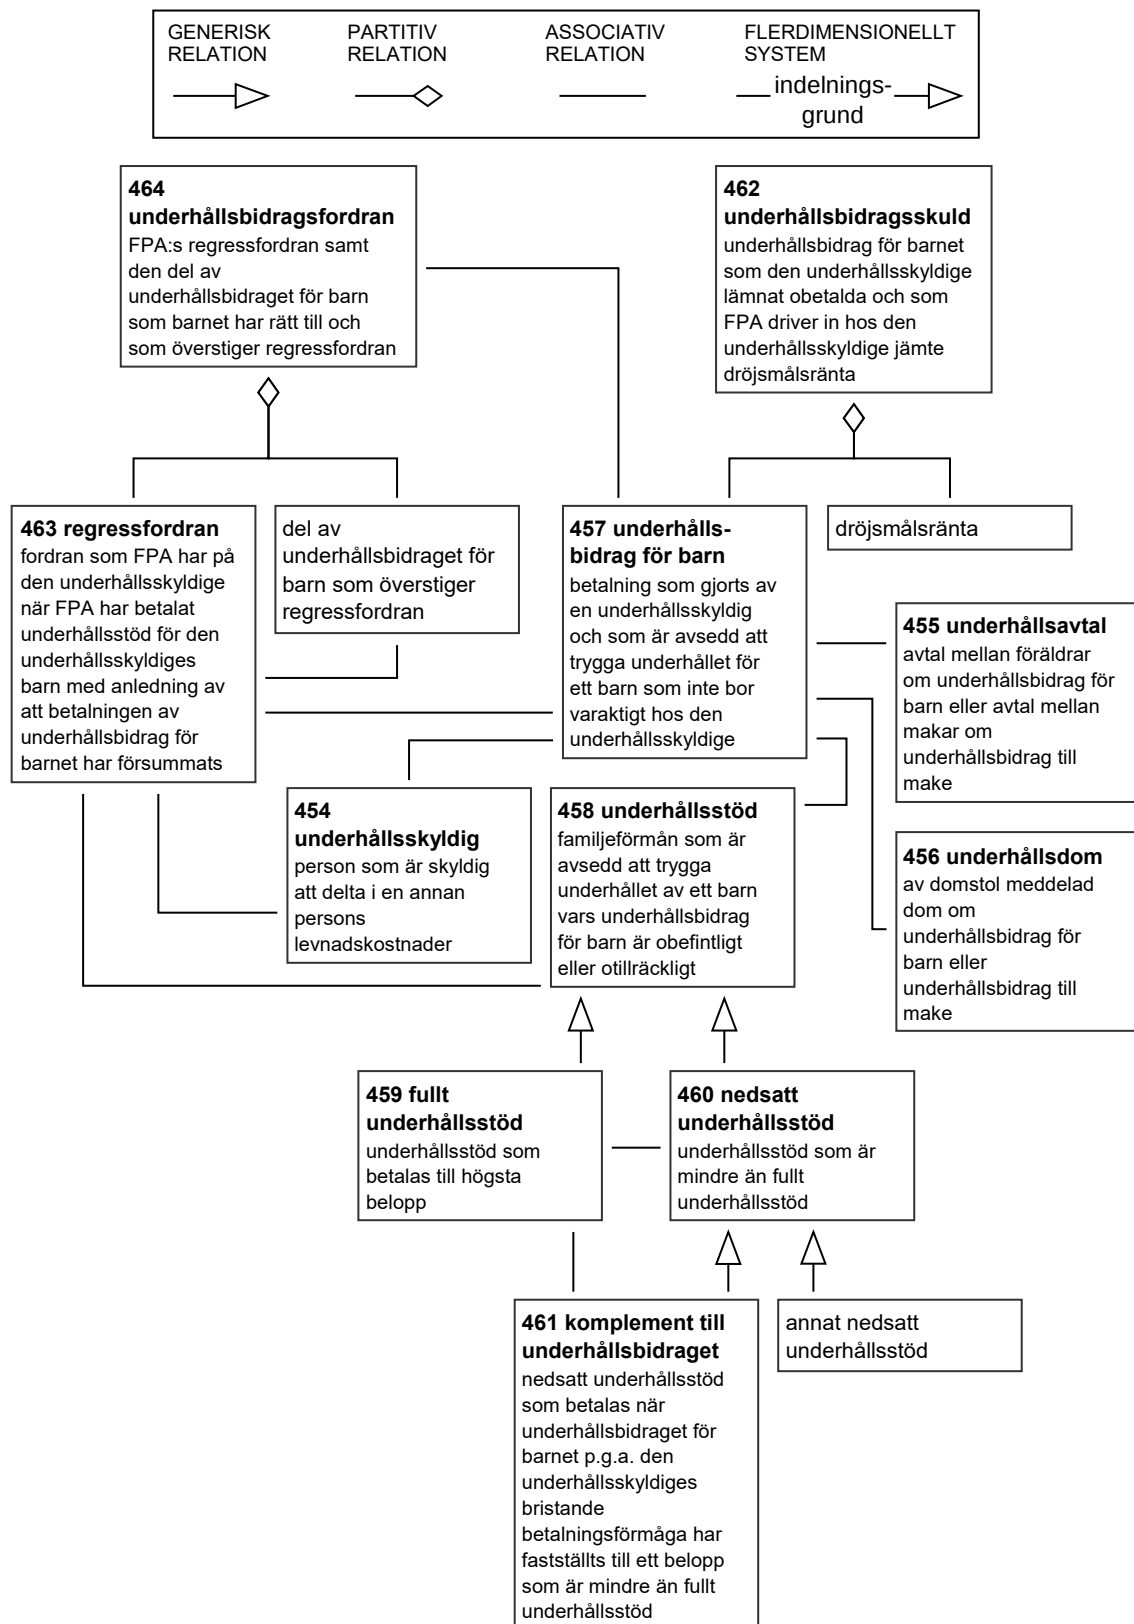 GENERISK
RELATION
PARTITIV
RELATION
ASSOCIATIV
RELATION
FLERDIMENSIONELLT
SYSTEM
indelnings-
grund
464
underhållsbidragsfordran
FPA:s regressfordran samt
den del av
underhållsbidraget för barn
som barnet har rätt till och
som överstiger regressfordran
462
underhållsbidragsskuld
underhållsbidrag för barnet
som den underhållsskyldige
lämnat obetalda och som
FPA driver in hos den
underhållsskyldige jämte
dröjsmålsränta
463 regressfordran
fordran som FPA har på
den underhållsskyldige
när FPA har betalat
underhållsstöd för den
underhållsskyldiges
barn med anledning av
att betalningen av
underhållsbidrag för
barnet har försummats
del av
underhållsbidraget för
barn som överstiger
regressfordran
457 underhålls-
bidrag för barn
betalning som gjorts av
en underhållsskyldig
och som är avsedd att
trygga underhållet för
ett barn som inte bor
varaktigt hos den
underhållsskyldige
dröjsmålsränta
455 underhållsavtal
avtal mellan föräldrar
om underhållsbidrag för
barn eller avtal mellan
makar om
underhållsbidrag till
make
454
underhållsskyldig
person som är skyldig
att delta i en annan
persons
levnadskostnader
458 underhållsstöd
familjeförmån som är
avsedd att trygga
underhållet av ett barn
vars underhållsbidrag
för barn är obefintligt
eller otillräckligt
456 underhållsdom
av domstol meddelad
dom om
underhållsbidrag för
barn eller
underhållsbidrag till
make
459 fullt
underhållsstöd
underhållsstöd som
betalas till högsta
belopp
460 nedsatt
underhållsstöd
underhållsstöd som är
mindre än fullt
underhållsstöd
461 komplement till
underhållsbidraget
nedsatt underhållsstöd
som betalas när
underhållsbidraget för
barnet p.g.a. den
underhållsskyldiges
bristande
betalningsförmåga har
fastställts till ett belopp
som är mindre än fullt
underhållsstöd
annat nedsatt
underhållsstöd